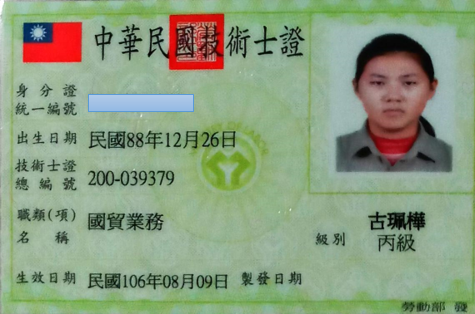 中華民國技術士證
身分證
統一編號
出生日期 民國88年12月26日
技術士證
總編號 200-039379
職類(項)
名稱 國貿業務
古珮樺
級別 丙級
生效日期 民國106年08月09日 製發日期
勞動部 發